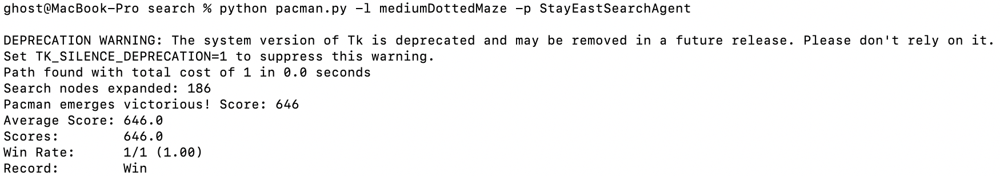 ghost@MacBook-Pro search % python pacman.py -l mediumDottedMaze -p StayEastSearchAgent
DEPRECATION WARNING: The system version of Tk is deprecated and may be removed in a future release. Please don't rely on it.
Set TK_SILENCE_DEPRECATION=1 to suppress this warning.
Path found with total cost of 1 in 0.0 seconds
Search nodes expanded: 186
Pacman emerges victorious! Score: 646
Average Score: 646.0
Scores:        646.0
Win Rate:      1/1 (1.00)
Record:        Win